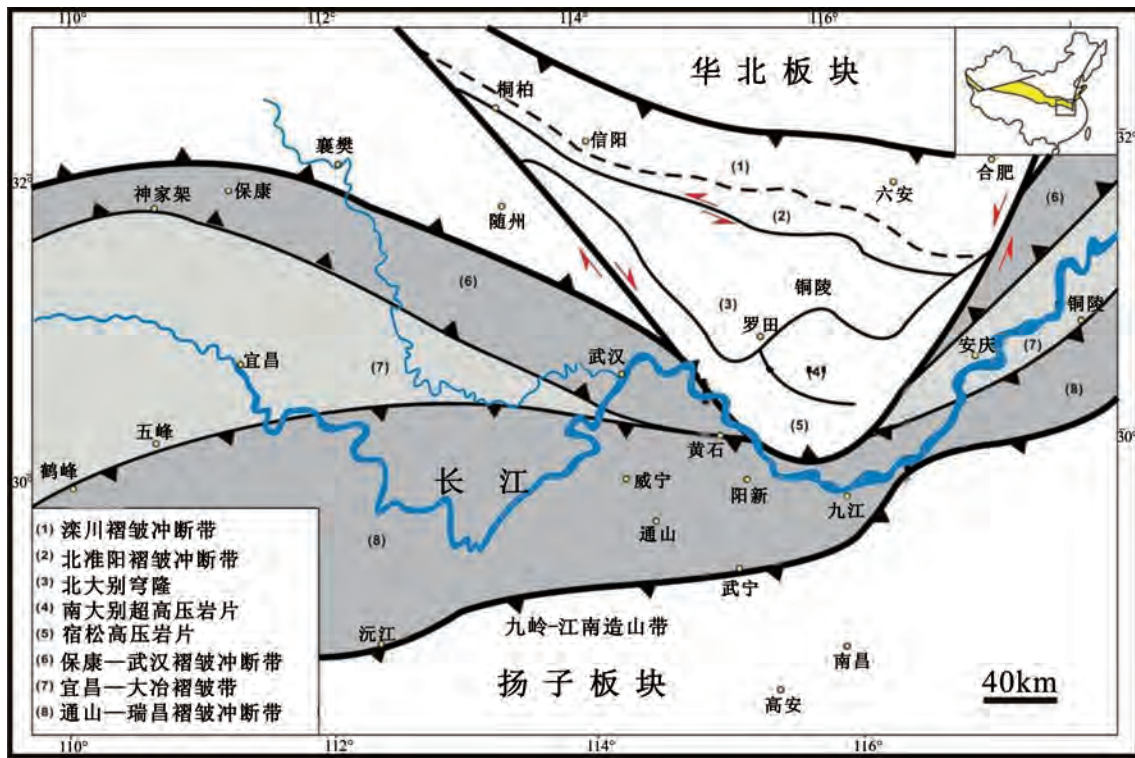 110°
112°
114°
116°
华北板块
桐柏
信阳
32°
襄樊
(1)
合肥
32°
神家架
保康
六安
(6)
随州
(2)
(6)
(3)
铜陵
罗田
铜陵
宜昌
武汉
安庆
(7)
(7)
(4)
(8)
五峰
(5)
30°
黄石
鹤峰
30°
长江
威宁
阳新
九江
(8)
通山
武宁
九岭-江南造山带
沅江
南昌
扬子板块
高安
40km
(1) 滦川褶皱冲断带
(2) 北准阳褶皱冲断带
(3) 北大别穹隆
(4) 南大别超高压岩片
(5) 宿松高压岩片
(6) 保康—武汉褶皱冲断带
(7) 宜昌—大冶褶皱带
(8) 通山—瑞昌褶皱冲断带
110°
112°
114°
116°